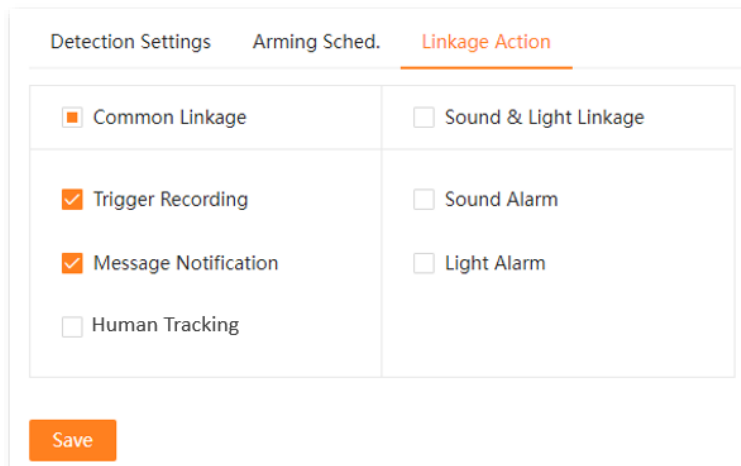 Detection Settings Arming Sched. Linkage Action
Common Linkage Sound & Light Linkage
Trigger Recording Sound Alarm
Message Notification Light Alarm
Human Tracking
Save